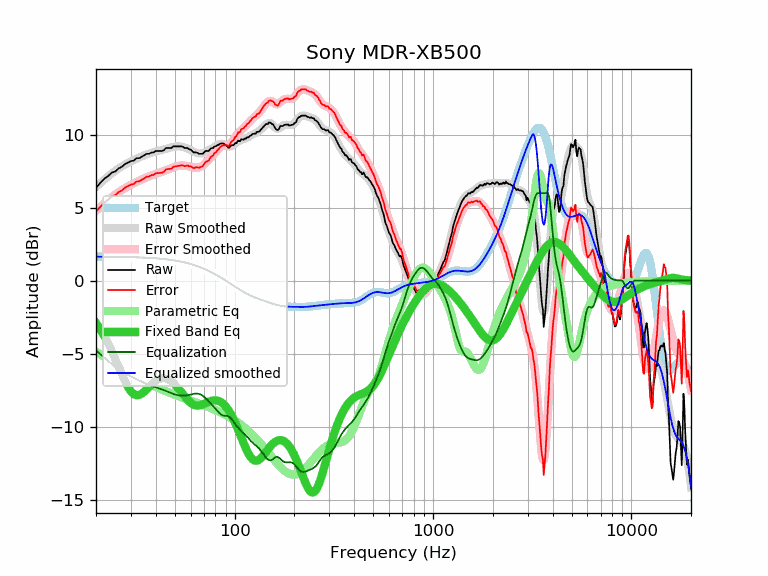 Sony MDR-XB500
Amplitude (dBr)
10
5
0
−5
−10
−15
Target
Raw Smoothed
Error Smoothed
Raw
Error
Parametric Eq
Fixed Band Eq
Equalization
Equalized smoothed
100
1000
10000
Frequency (Hz)